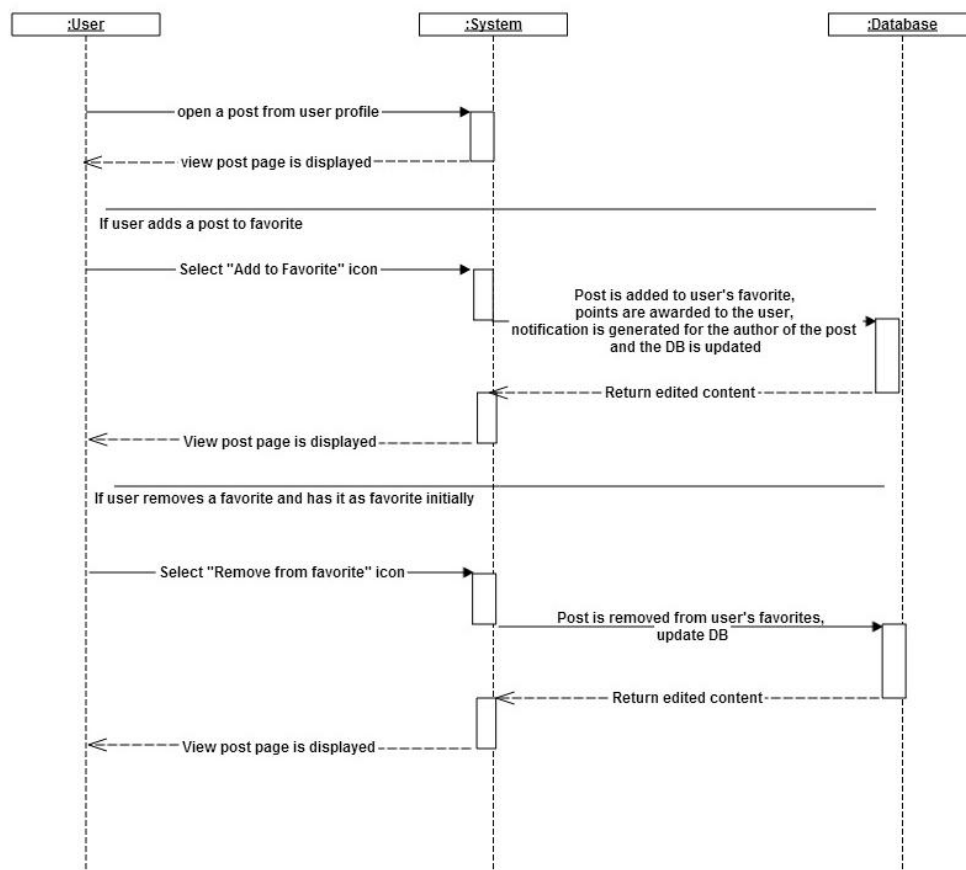 :User
:System
:Database
open a post from user profile
view post page is displayed
If user adds a post to favorite
Select "Add to Favorite" icon
Post is added to user's favorite,
points are awarded to the user,
notification is generated for the author of the post
and the DB is updated
Return edited content
View post page is displayed
If user removes a favorite and has it as favorite initially
Select "Remove from favorite" icon
Post is removed from user's favorites,
update DB
Return edited content
View post page is displayed